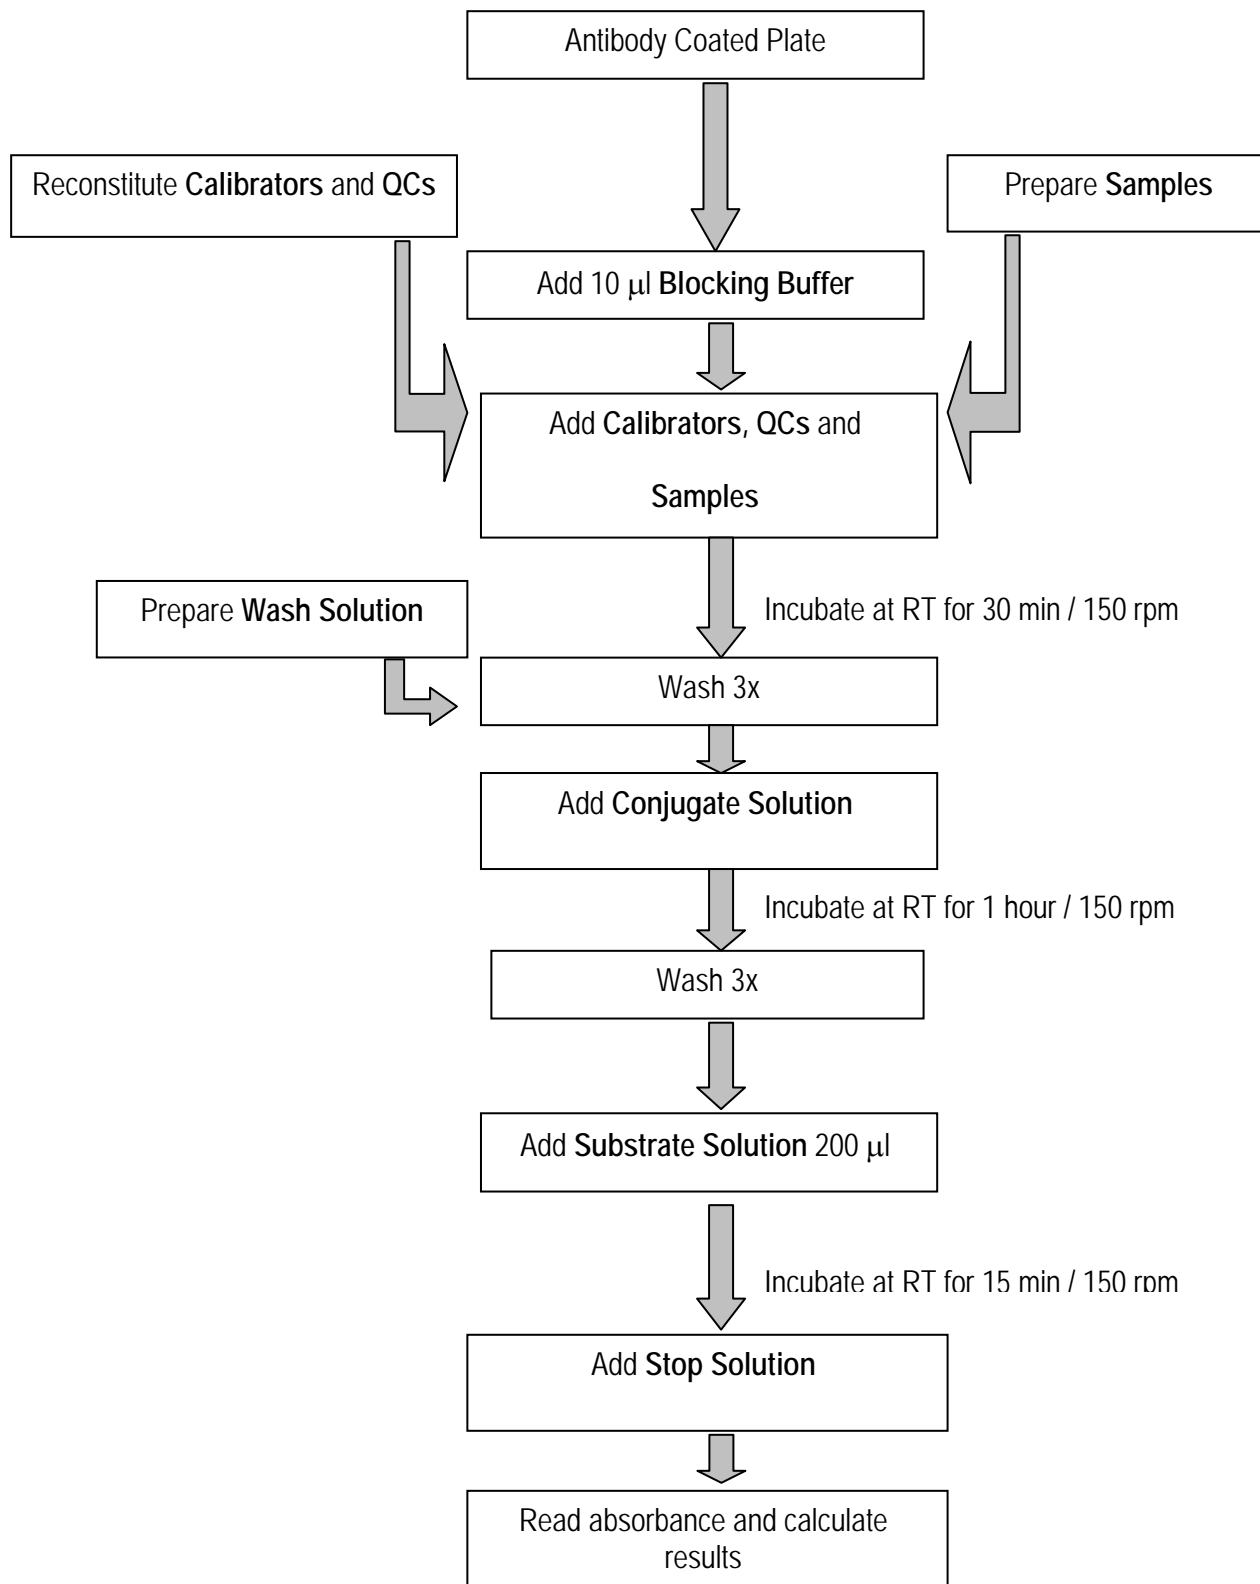 Antibody Coated Plate
Reconstitute Calibrators and QCs
Prepare Samples
Add 10 μl Blocking Buffer
Add Calibrators, QCs and
Samples
Incubate at RT for 30 min / 150 rpm
Prepare Wash Solution
Wash 3x
Add Conjugate Solution
Incubate at RT for 1 hour / 150 rpm
Wash 3x
Add Substrate Solution 200 μl
Incubate at RT for 15 min / 150 rpm
Add Stop Solution
Read absorbance and calculate
results